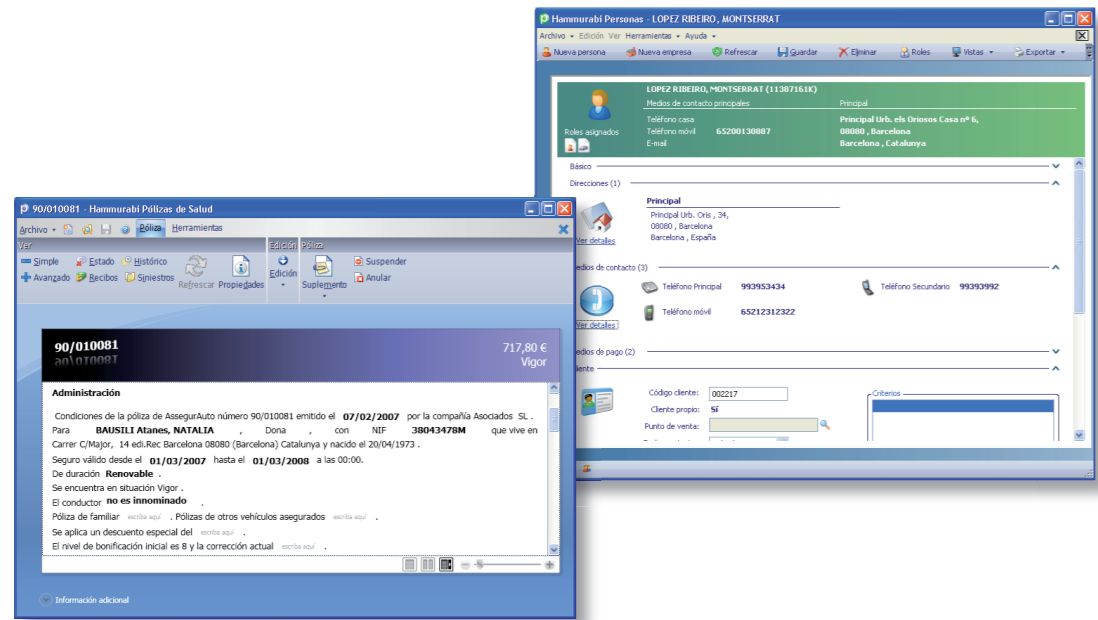 Hammurabi Personas - LOPEZ RIBEIRO, MONTSERRAT
Archivo Edición Ver Herramientas Ayuda
Nueva persona Nueva empresa Refrescar Guardar Eliminar Roles Vistas Exportar
LOPEZ RIBEIRO, MONTSERRAT (11387161K)
Medios de contacto principales Principal
Teléfono casa Principal Urb. els Oriosos Casa nº 6,
Roles asignados Teléfono móvil 65200130887 08080 , Barcelona
E-mail Barcelona , Catalunya
Básico
Direcciones (1)
Principal
Principal Urb. Oris , 34,
08080 , Barcelona
Ver detalles Barcelona , España
edios de contacto (3)
Teléfono Principal 993953434 Teléfono Secundario 99393992
Teléfono móvil 65212312322
Ver detalles
edios de pago (2)
liente
Código cliente: 002217 Criterios
Cliente propio: Sí
Punto de venta:
90/010081 - Hammurabi Pólizas de Salud
Archivo Póliza Herramientas
Ver Edición Póliza
Simple Estado Histórico Refrescar Propiedades Edición Suplemento Suspender
Avanzado Recibos Siniestros Anular
90/010081 717,80 €
Vigor
Administración
Condiciones de la póliza de AssegurAuto número 90/010081 emitido el 07/02/2007 por la compañía Asociados SL .
Para BAUSILI Atanes, NATALIA , Dona , con NIF 38043478M que vive en
Carrer C/Major, 14 edi.Rec Barcelona 08080 (Barcelona) Catalunya y nacido el 20/04/1973 .
Seguro válido desde el 01/03/2007 hasta el 01/03/2008 a las 00:00.
De duración Renovable .
Se encuentra en situación Vigor .
El conductor no es innominado .
Póliza de familiar escriba aquí . Pólizas de otros vehículos asegurados escriba aquí .
Se aplica un descuento especial del escriba aquí .
El nivel de bonificación inicial es 8 y la corrección actual escriba aquí .
Información adicional